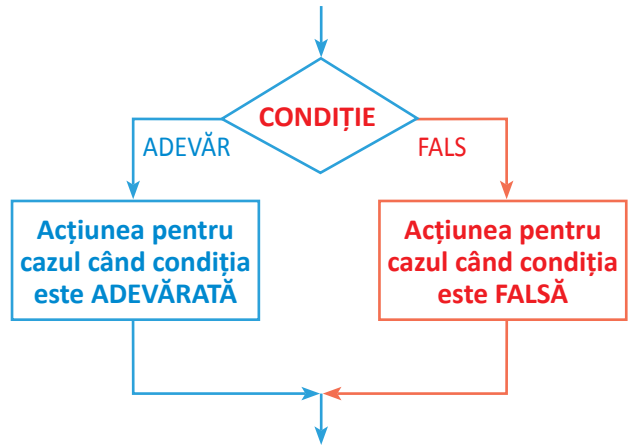 CONDIȚIE
ADEVĂR
FALS
Acțiunea pentru
cazul când condiția
este ADEVĂRATĂ
Acțiunea pentru
cazul când condiția
este FALSĂ